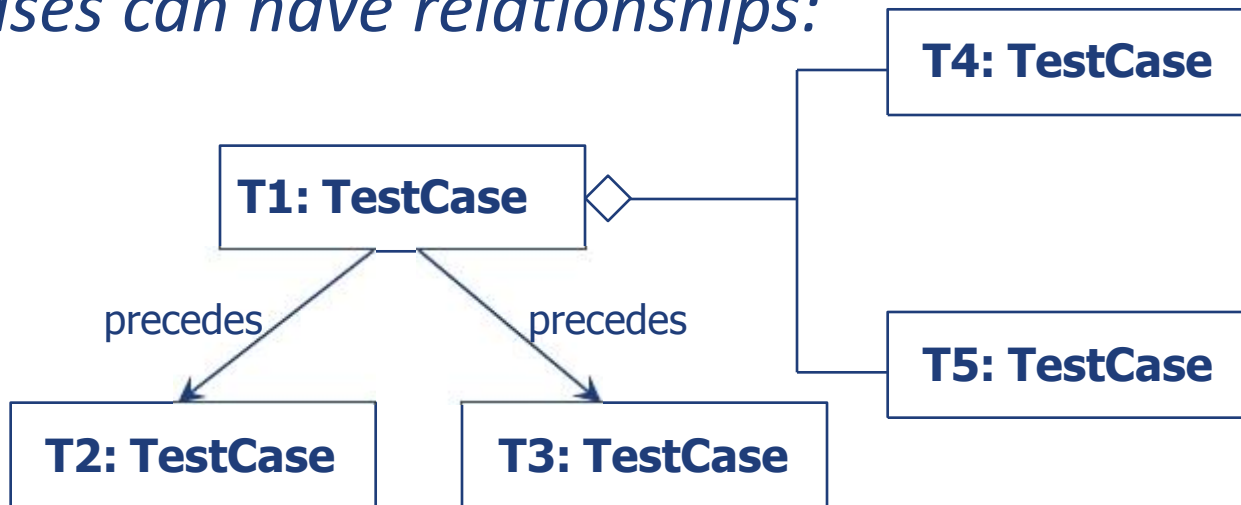 ases can have relationships:
T4: TestCase
T1: TestCase
precedes
precedes
T5: TestCase
T2: TestCase
T3: TestCase